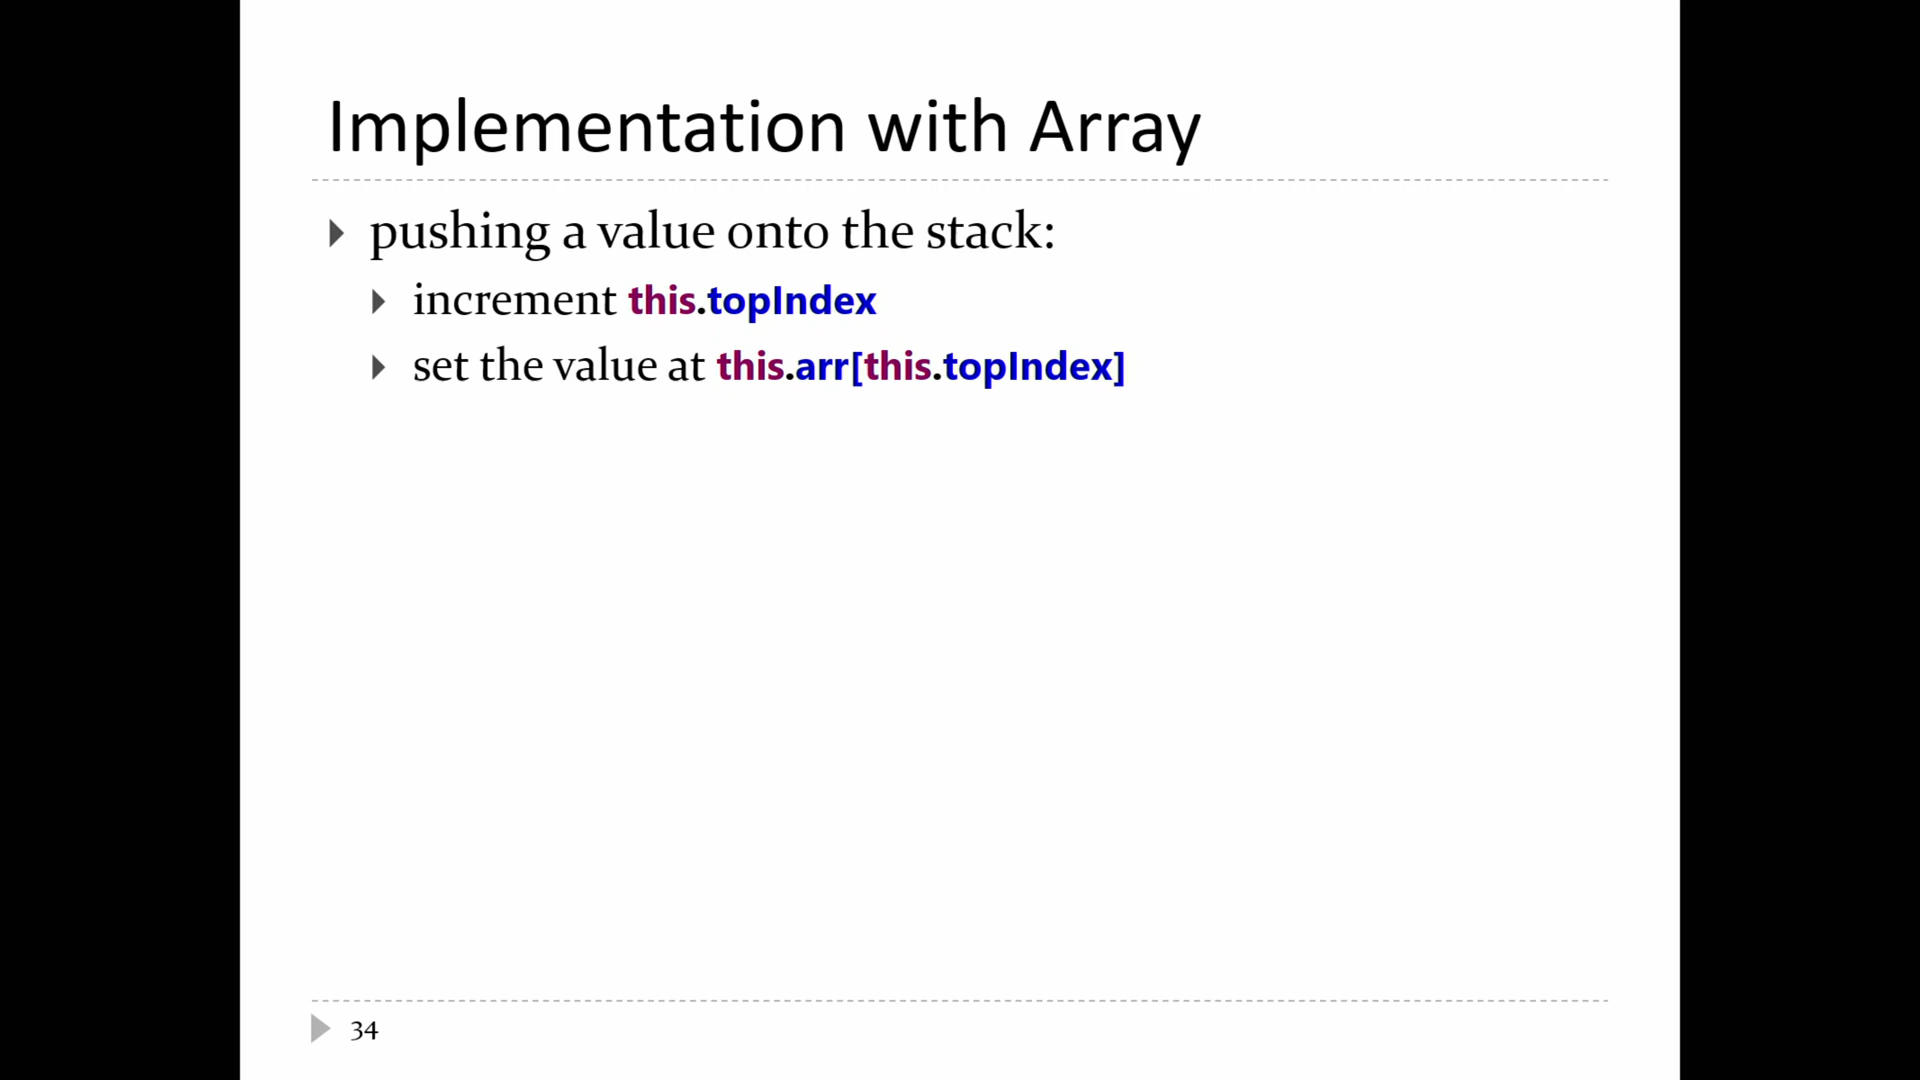 Implementation with Array
pushing a value onto the stack:
increment this.topIndex
set the value at this.arr[this.topIndex]
34